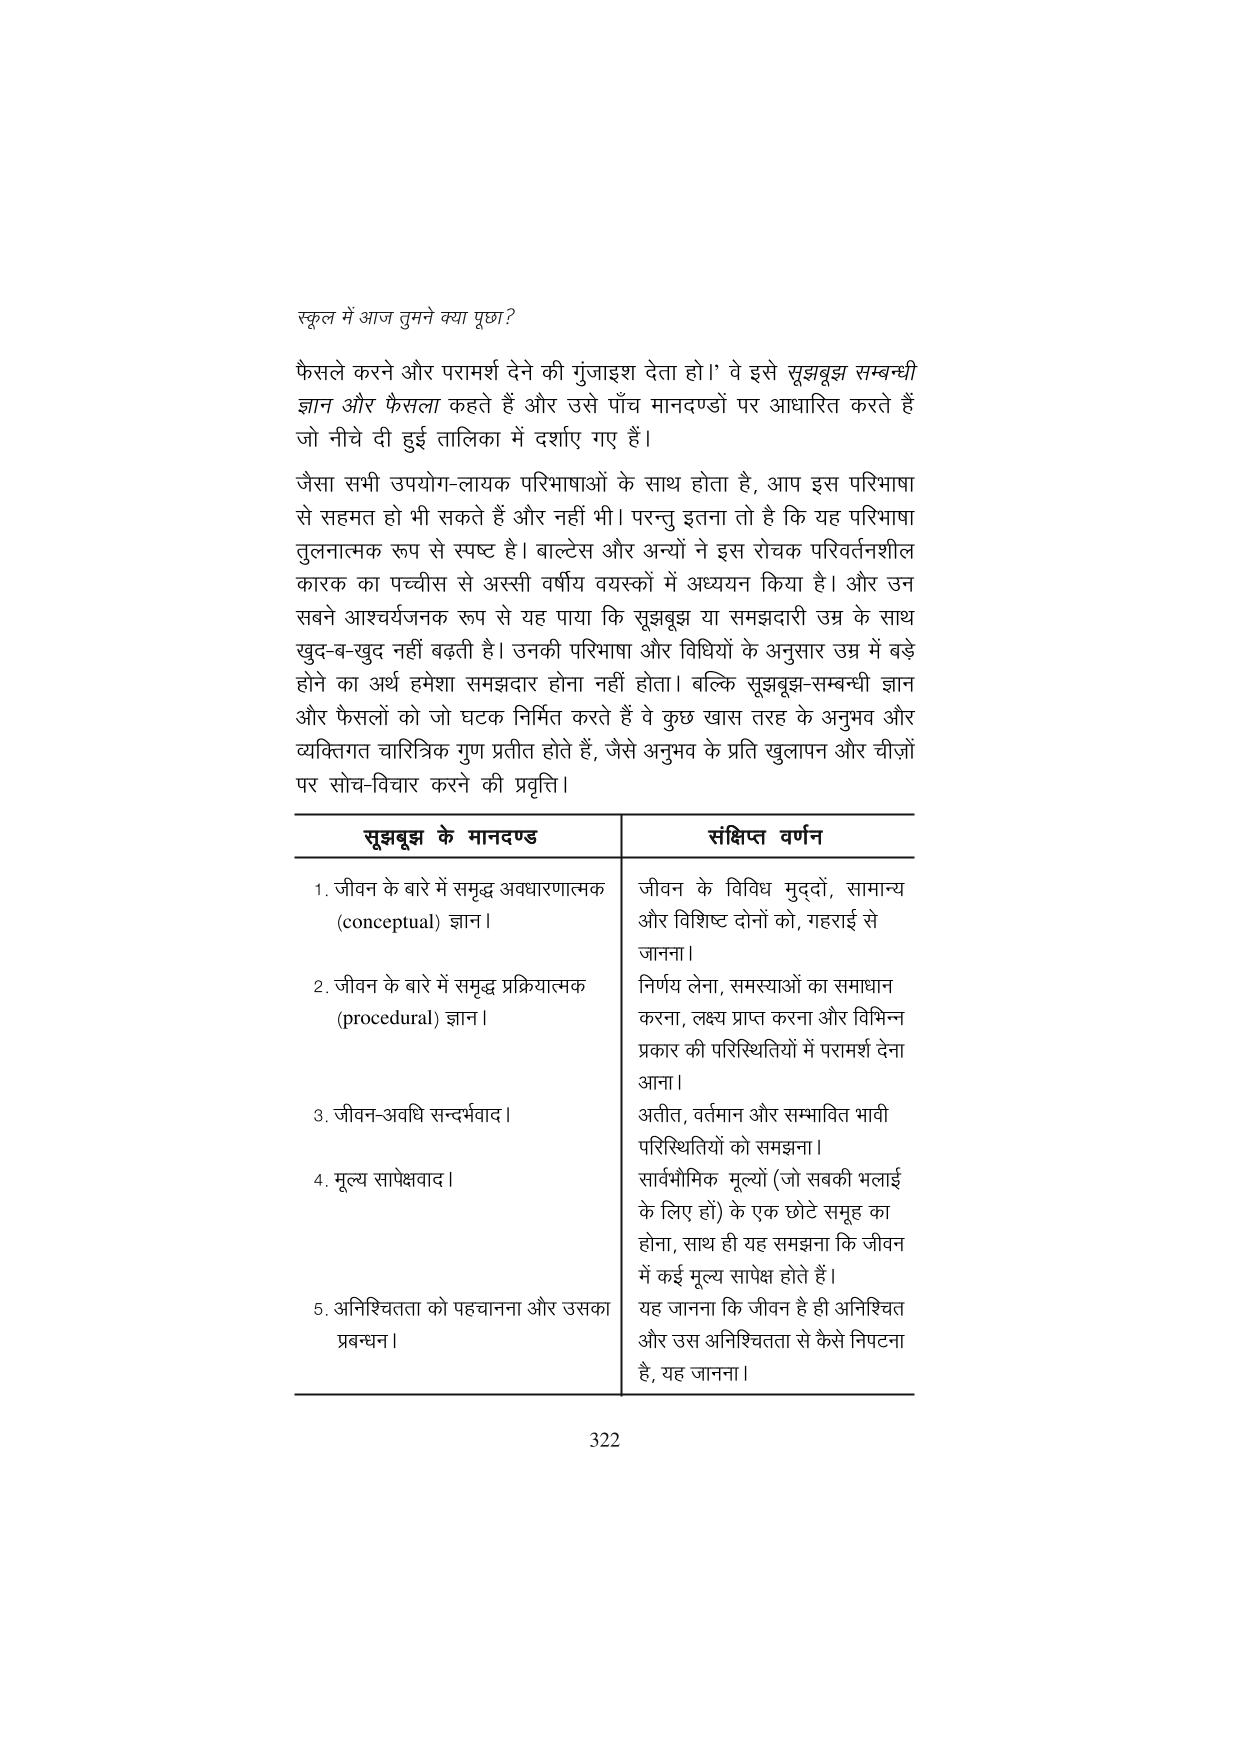 स्कूल में आज तुमने क्या पूछा?
फैसले करने और परामर्श देने की गुंजाइश देता हो।’ वे इसे सूझबूझ सम्बन्धी
ज्ञान और फैसला कहते हैं और उसे पाँच मानदण्डों पर आधारित करते हैं
जो नीचे दी हुई तालिका में दर्शाए गए हैं।
जैसा सभी उपयोग-लायक परिभाषाओं के साथ होता है, आप इस परिभाषा
से सहमत हो भी सकते हैं और नहीं भी। परन्तु इतना तो है कि यह परिभाषा
तुलनात्मक रूप से स्पष्ट है। बाल्टेस और अन्यों ने इस रोचक परिवर्तनशील
कारक का पच्चीस से अस्सी वर्षीय वयस्कों में अध्ययन किया है। और उन
सबने आश्चर्यजनक रूप से यह पाया कि सूझबूझ या समझदारी उम्र के साथ
खुद-ब-खुद नहीं बढ़ती है। उनकी परिभाषा और विधियों के अनुसार उम्र में बड़े
होने का अर्थ हमेशा समझदार होना नहीं होता। बल्कि सूझबूझ-सम्बन्धी ज्ञान
और फैसलों को जो घटक निर्मित करते हैं वे कुछ खास तरह के अनुभव और
व्यक्तिगत चारित्रिक गुण प्रतीत होते हैं, जैसे अनुभव के प्रति खुलापन और चीज़ों
पर सोच-विचार करने की प्रवृत्ति।
सूझबूझ के मानदण्ड
संक्षिप्त वर्णन
1. जीवन के बारे में समृद्ध अवधारणात्मक
(conceptual) ज्ञान।
जीवन के विविध मुद्दों, सामान्य
और विशिष्ट दोनों को, गहराई से
जानना।
2. जीवन के बारे में समृद्ध प्रक्रियात्मक
(procedural) ज्ञान।
निर्णय लेना, समस्याओं का समाधान
करना, लक्ष्य प्राप्त करना और विभिन्न
प्रकार की परिस्थितियों में परामर्श देना
आना।
3. जीवन-अवधि सन्दर्भवाद।
अतीत, वर्तमान और सम्भावित भावी
परिस्थितियों को समझना।
4. मूल्य सापेक्षवाद।
सार्वभौमिक मूल्यों (जो सबकी भलाई
के लिए हों) के एक छोटे समूह का
होना, साथ ही यह समझना कि जीवन
में कई मूल्य सापेक्ष होते हैं।
5. अनिश्चितता को पहचानना और उसका
प्रबन्धन।
यह जानना कि जीवन है ही अनिश्चित
और उस अनिश्चितता से कैसे निपटना
है, यह जानना।
322